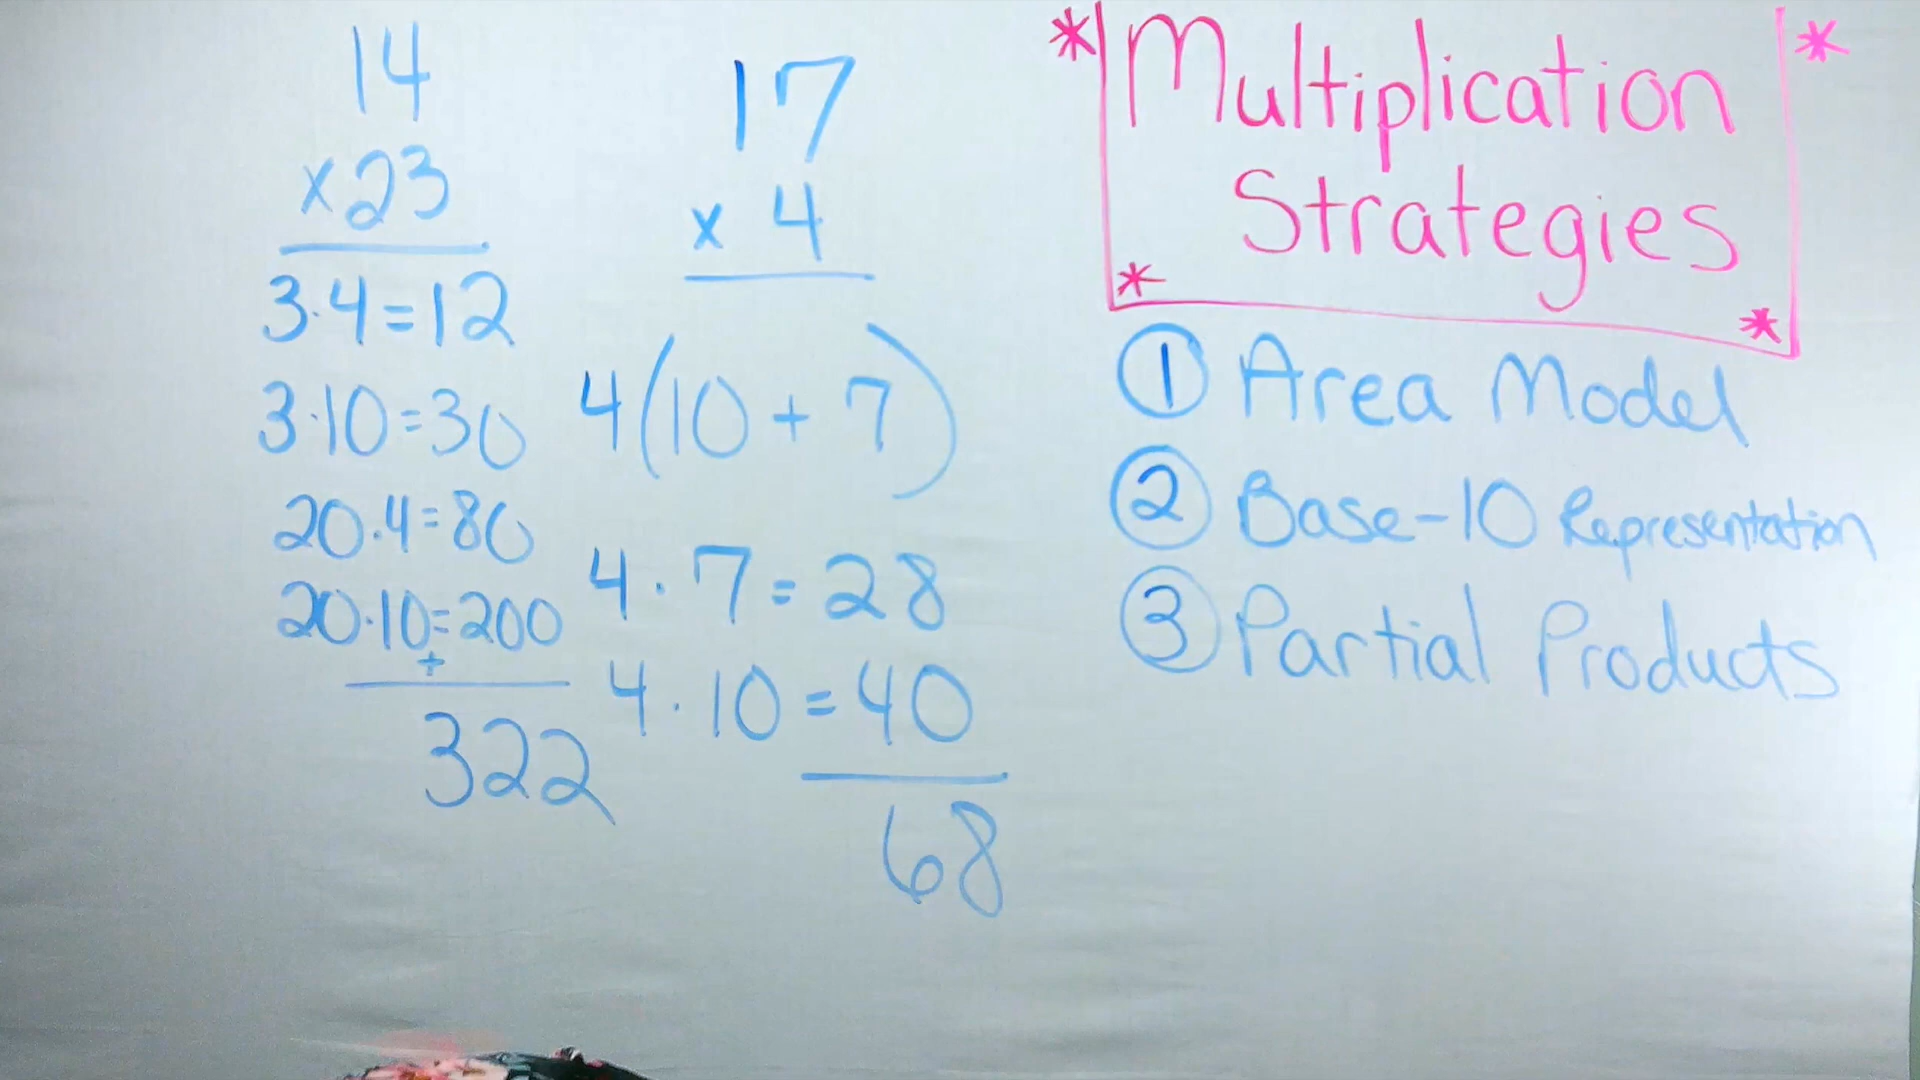 14
x 23
3·4=12
3·10=30
20·4=80
20·10=200
+
322
17
x 4
4(10 + 7)
4·7=28
4·10=40
68
* Multiplication *
Strategies
* *
① Area Model
② Base-10 Representation
③ Partial Products